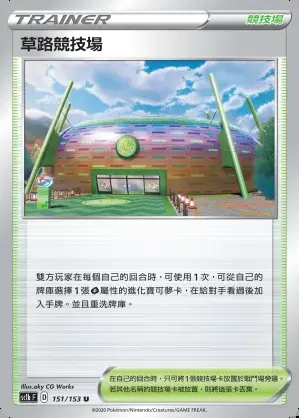 TRAINER
競技場
草路競技場
雙方玩家在每個自己的回合時，可使用1次，可從自己的
牌庫選擇1張屬性的進化寶可夢卡，在給對手看過後加
入手牌。並且重洗牌庫。
Illus.aky CG Works
sc1b F D 151/153 U
在自己的回合時，只可將1張競技場卡放置於戰鬥場旁邊。
若其他名稱的競技場卡被放置，則將這張卡丟棄。
©2020 Pokémon/Nintendo/Creatures/GAME FREAK.